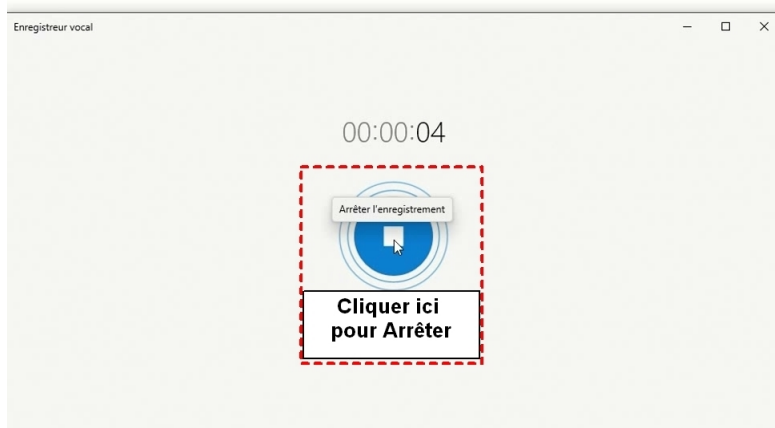 Enregistreur vocal
00:00:04
Arrêter l'enregistrement
Cliquer ici
pour Arrêter